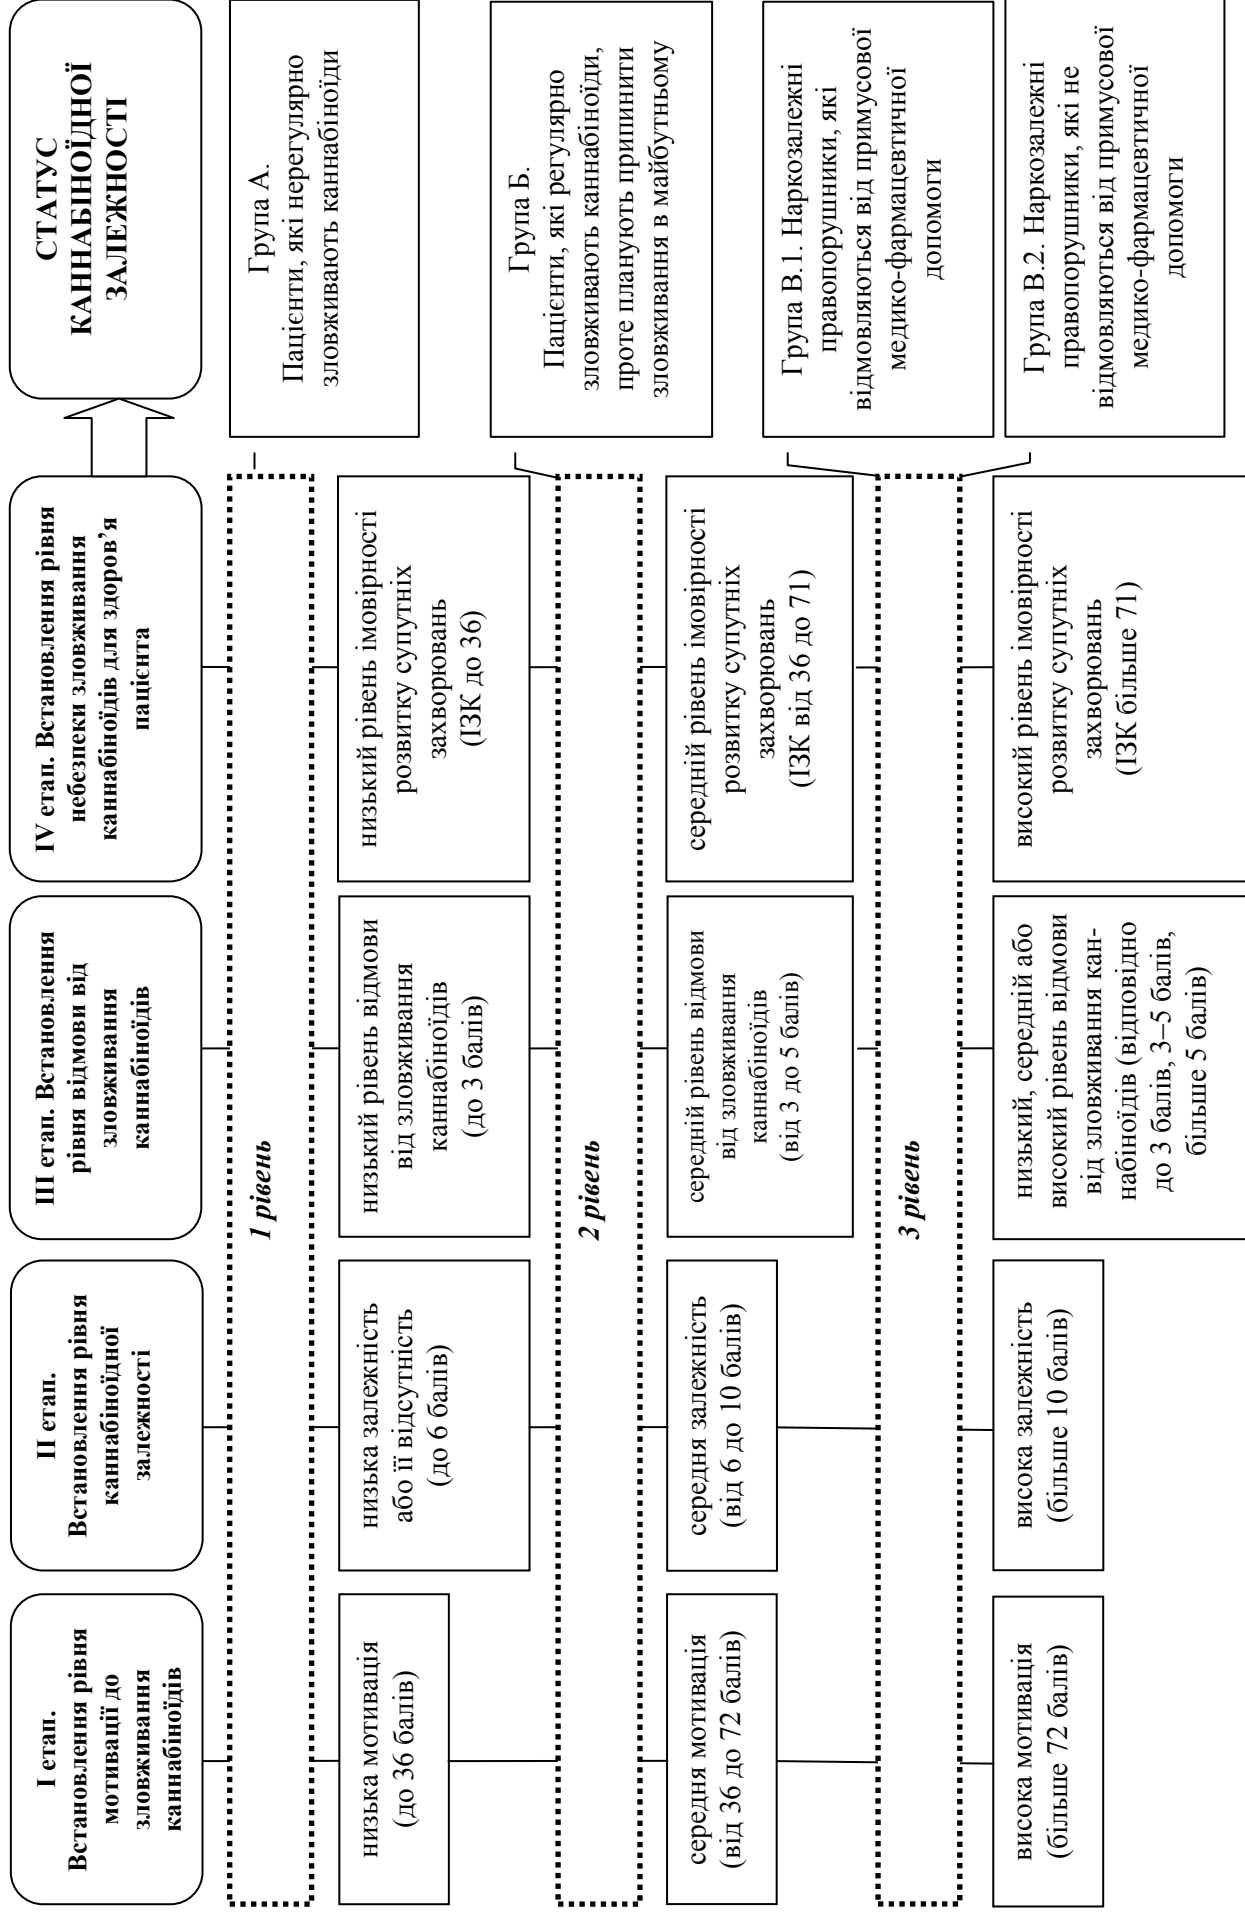 І етап.
Встановлення рівня
мотивації до
зловживання
каннабіноїдів
ІІ етап.
Встановлення рівня
каннабіноїдної
залежності
ІІІ етап. Встановлення
рівня відмови від
зловживання
каннабіноїдів
IV етап. Встановлення рівня
небезпеки зловживання
каннабіноїдів для здоров’я
пацієнта
СТАТУС
КАННАБІНОЇДНОЇ
ЗАЛЕЖНОСТІ
1 рівень
низька мотивація
(до 36 балів)
низька залежність
або її відсутність
(до 6 балів)
низький рівень відмови
від зловживання
каннабіноїдів
(до 3 балів)
низький рівень імовірності
розвитку супутніх
захворювань
(ІЗК до 36)
Група А.
Пацієнти, які нерегулярно
зловживають каннабіноїди
2 рівень
середня мотивація
(від 36 до 72 балів)
середня залежність
(від 6 до 10 балів)
середній рівень відмови
від зловживання
каннабіноїдів
(від 3 до 5 балів)
середній рівень імовірності
розвитку супутніх
захворювань
(ІЗК від 36 до 71)
Група Б.
Пацієнти, які регулярно
зловживають каннабіноїди,
проте планують припинити
зловживання в майбутньому
3 рівень
висока мотивація
(більше 72 балів)
висока залежність
(більше 10 балів)
низький, середній або
високий рівень відмови
від зловживання кан-
набіноїдів (відповідно
до 3 балів, 3–5 балів,
більше 5 балів)
високий рівень імовірності
розвитку супутніх
захворювань
(ІЗК більше 71)
Група В.1. Наркозалежні
правопорушники, які
відмовляються від примусової
медико-фармацевтичної
допомоги
Група В.2. Наркозалежні
правопорушники, які не
відмовляються від примусової
медико-фармацевтичної
допомоги